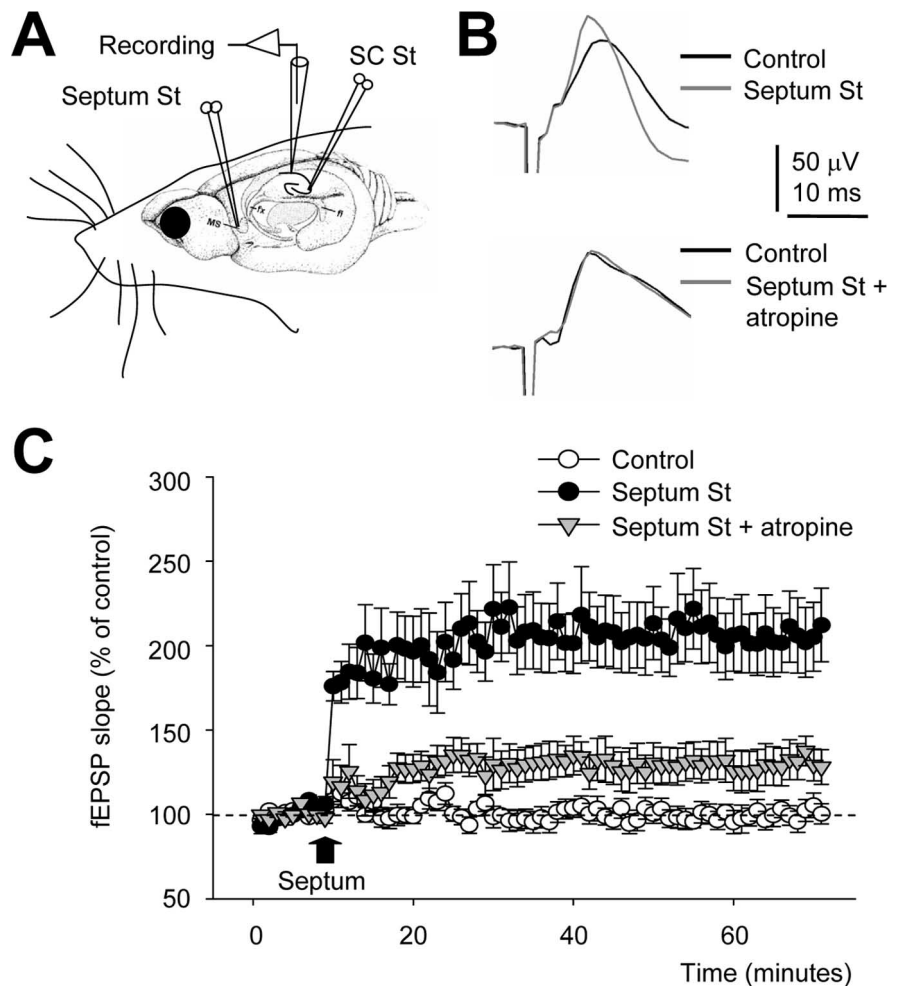 A
Recording
SC St
Septum St
MS
fx
fl
B
Control
Septum St
50 μV
10 ms
Control
Septum St +
atropine
C
Control
Septum St
Septum St + atropine
fEPSP slope (% of control)
300
250
200
150
100
50
Septum
0
20
40
60
Time (minutes)